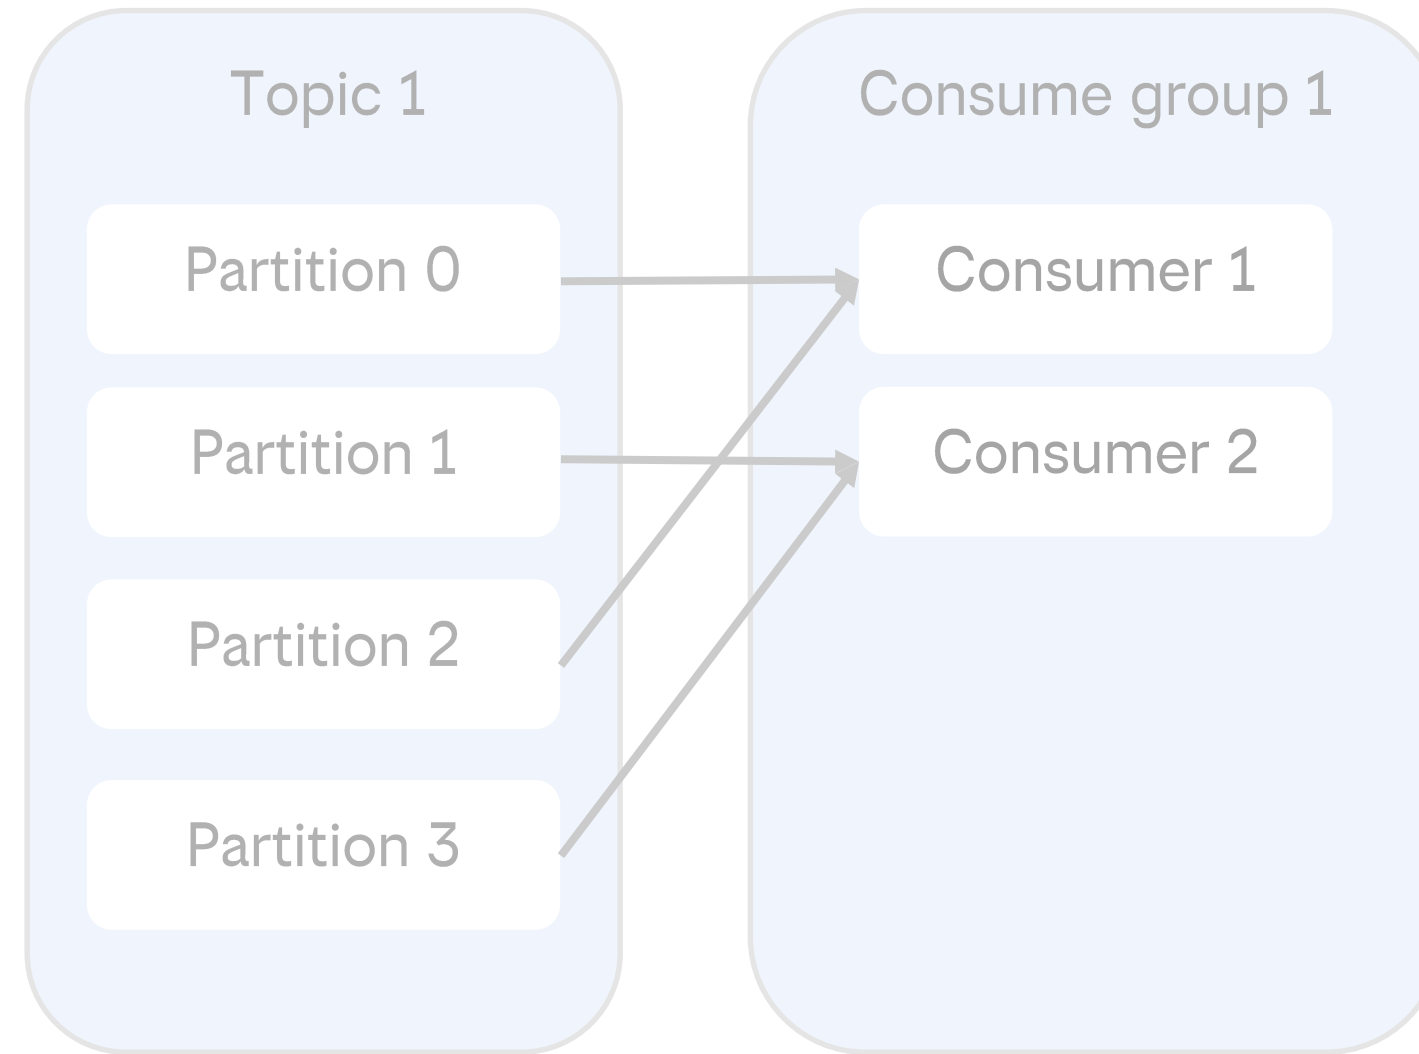 Topic 1
Partition 0
Partition 1
Partition 2
Partition 3
Consume group 1
Consumer 1
Consumer 2